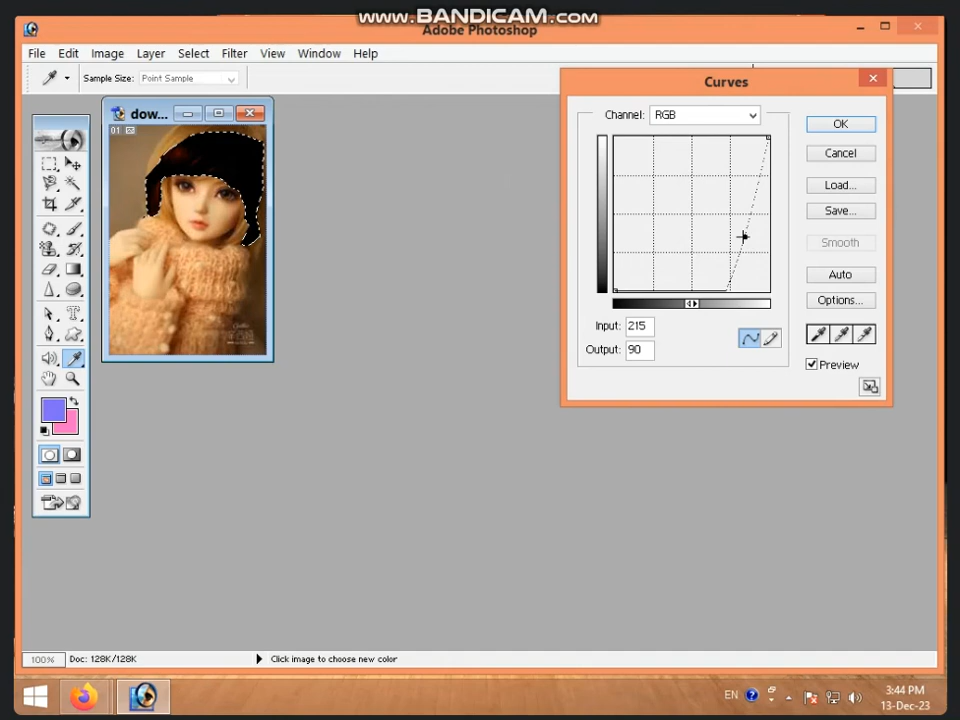 www.BANDICAM.com
Adobe Photoshop
File Edit Image Layer Select Filter View Window Help
Sample Size: Point Sample
dow...
01
Curves
Channel: RGB
OK
Cancel
Load...
Save...
Smooth
Auto
Options...
Input: 215
Output: 90
Preview
100% Doc: 128K/128K Click image to choose new color
EN
3:44 PM
13-Dec-23